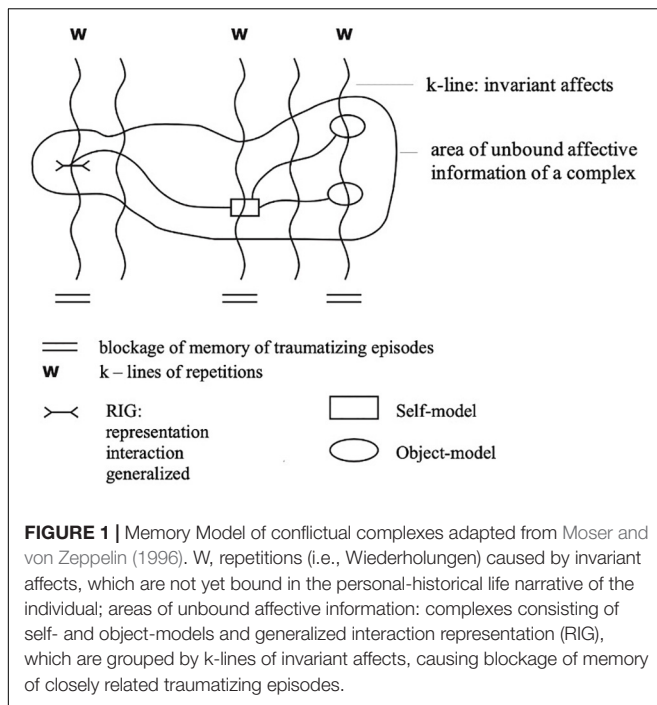 W W W
k-line: invariant affects
area of unbound affective
information of a complex
blockage of memory of traumatizing episodes
W k – lines of repetitions
RIG:
representation
interaction
generalized
Self-model
Object-model
FIGURE 1 | Memory Model of conflictual complexes adapted from Moser and
von Zeppelin (1996). W, repetitions (i.e., Wiederholungen) caused by invariant
affects, which are not yet bound in the personal-historical life narrative of the
individual; areas of unbound affective information: complexes consisting of
self- and object-models and generalized interaction representation (RIG),
which are grouped by k-lines of invariant affects, causing blockage of memory
of closely related traumatizing episodes.